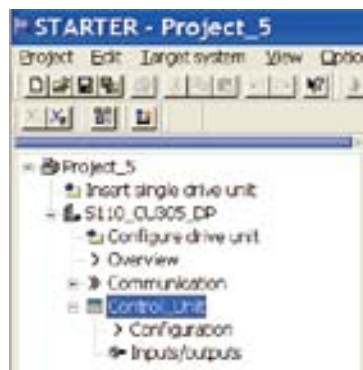 STARTER - Project_5
Project Edit Target system View Optio
Project_5
Insert single drive unit
S110_CU305_DP
Configure drive unit
Overview
Communication
Control_Unit
Configuration
Inputs/outputs